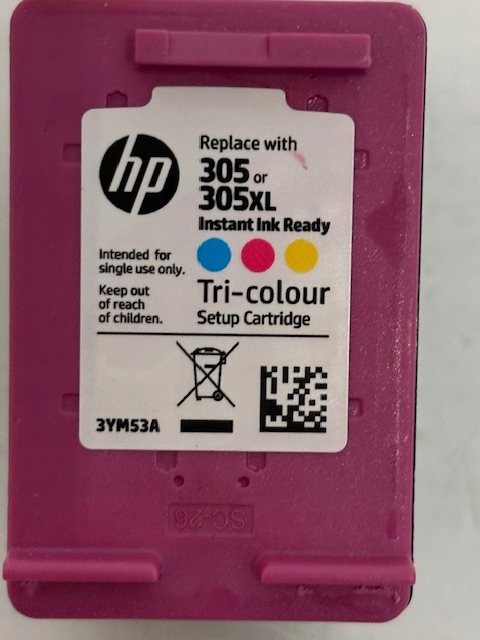 hp
Replace with
305 or
305XL
Instant Ink Ready
Intended for
single use only.
Keep out
of reach
of children.
Tri-colour
Setup Cartridge
3YM53A
SC-26